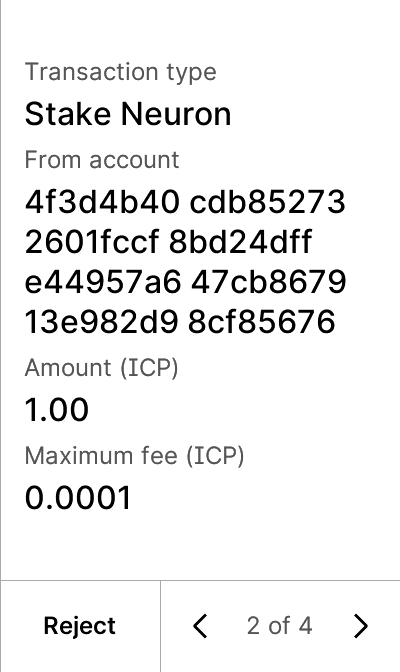 Transaction type
Stake Neuron
From account
4f3d4b40 cdb85273
2601fccf 8bd24dff
e44957a6 47cb8679
13e982d9 8cf85676
Amount (ICP)
1.00
Maximum fee (ICP)
0.0001
Reject
2 of 4